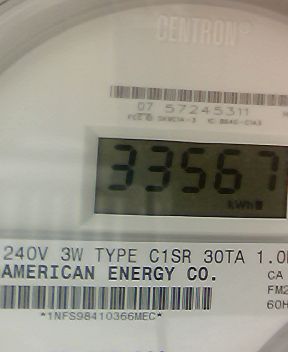 CENTRON®
07 57245311
33567
kWh
240V 3W TYPE C1SR 30TA 1.0
AMERICAN ENERGY CO.
CA
FM2
60H
*1NFS98410366MEC*